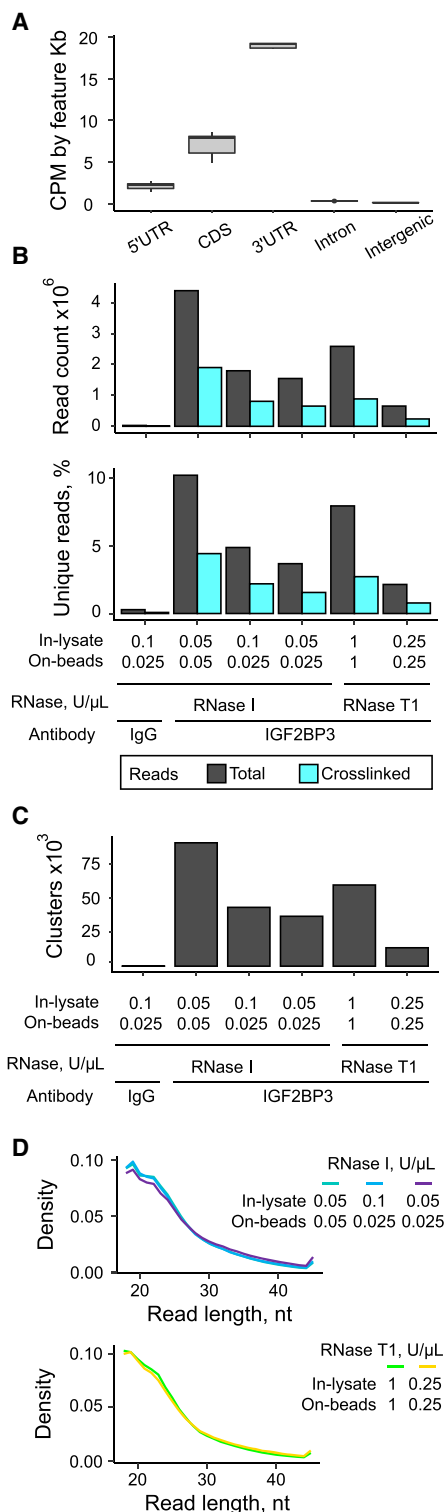 A
CPM by feature Kb
20
15
10
5
0
5'UTR CDS 3'UTR Intron Intergenic
B
Read count x10⁶
4
3
2
1
0
Unique reads, %
10
5
0
In-lysate 0.1 0.05 0.1 0.05 1 0.25
On-beads 0.025 0.05 0.025 0.025 1 0.25
RNase, U/µL RNase I RNase T1
Antibody IgG IGF2BP3
Reads Total Crosslinked
C
Clusters x10³
75
50
25
0
In-lysate 0.1 0.05 0.1 0.05 1 0.25
On-beads 0.025 0.05 0.025 0.025 1 0.25
RNase, U/µL RNase I RNase T1
Antibody IgG IGF2BP3
D
Density
0.10
0.05
0.00
20 30 40
Read length, nt
RNase I, U/µL
In-lysate 0.05 0.1 0.05
On-beads 0.05 0.025 0.025
Density
0.10
0.05
0.00
20 30 40
Read length, nt
RNase T1, U/µL
In-lysate 1 0.25
On-beads 1 0.25